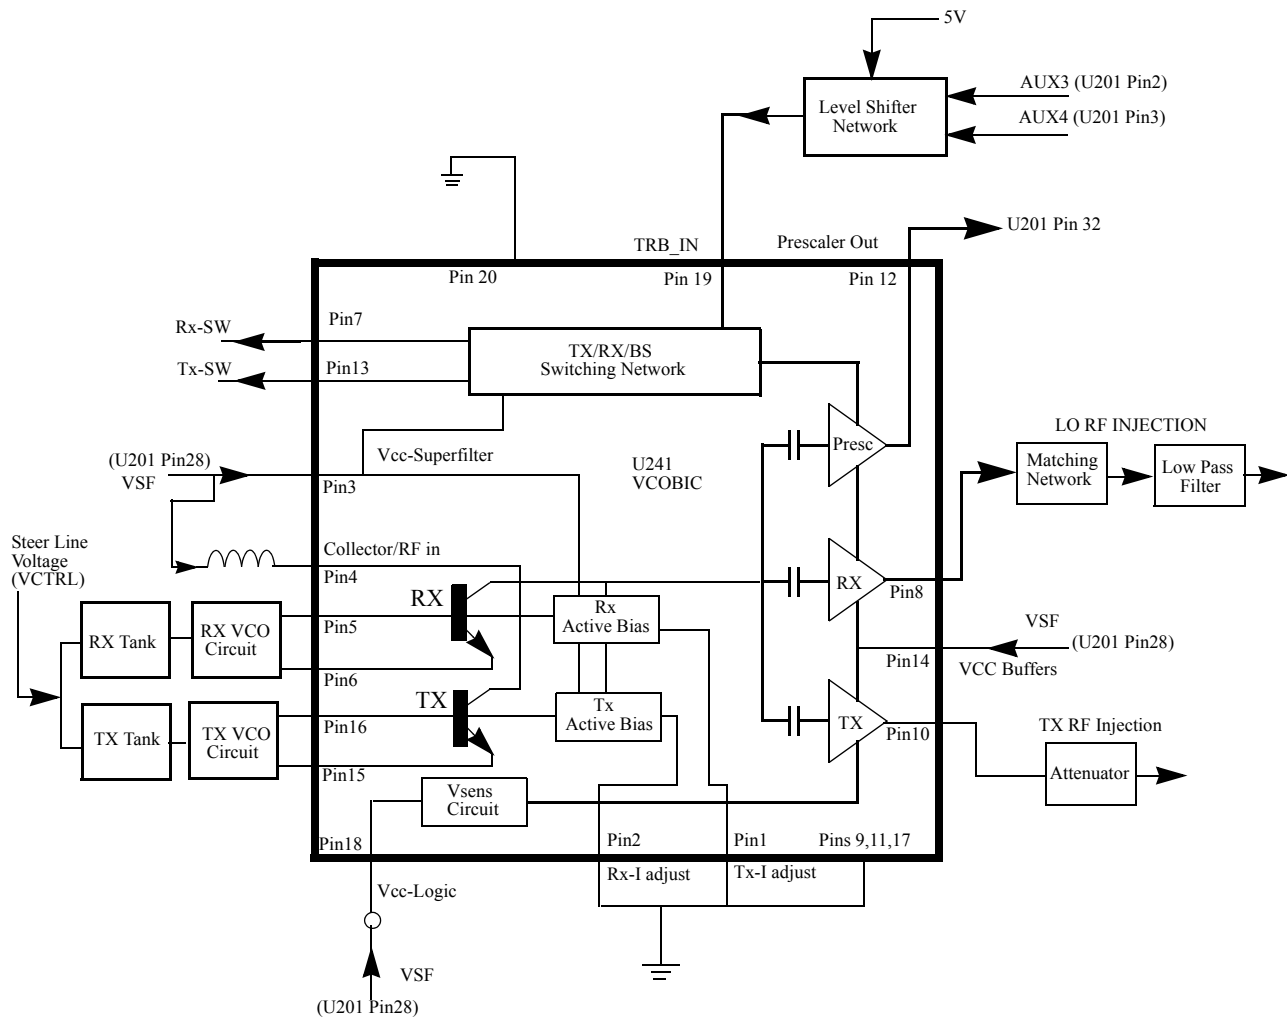 5V
AUX3 (U201 Pin2)
Level Shifter
Network
AUX4 (U201 Pin3)
U201 Pin 32
TRB_IN
Prescaler Out
Pin 20
Pin 19
Pin 12
Rx-SW
Pin7
TX/RX/BS
Switching Network
Tx-SW
Pin13
Presc
LO RF INJECTION
(U201 Pin28)
VSF
Vcc-Superfilter
U241
VCOBIC
Matching
Network
Low Pass
Filter
Pin3
Steer Line
Voltage
(VCTRL)
Collector/RF in
Pin4
RX
RX
Pin8
Rx
Active Bias
RX Tank
RX VCO
Circuit
Pin5
VSF
(U201 Pin28)
Pin14
VCC Buffers
Pin6
TX
Tx
Active Bias
TX
TX Tank
TX VCO
Circuit
Pin16
Pin10
TX RF Injection
Attenuator
Pin15
Vsens
Circuit
Pin18
Pin2
Pin1
Pins 9,11,17
Rx-I adjust
Tx-I adjust
Vcc-Logic
VSF
(U201 Pin28)